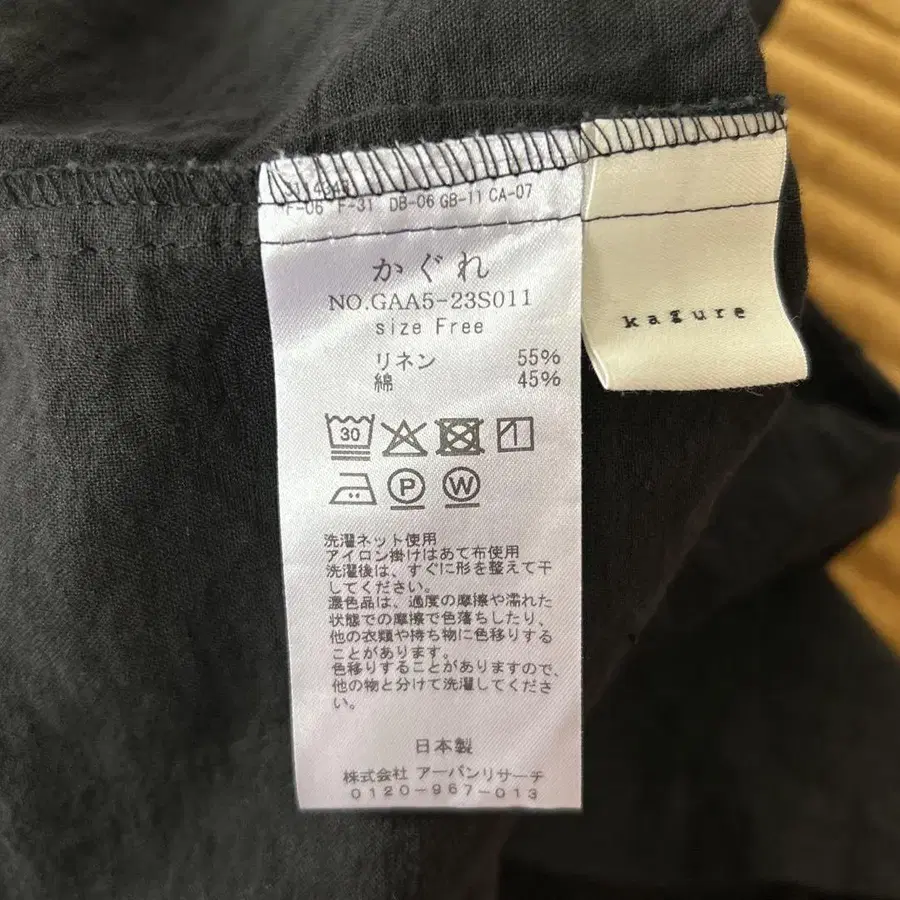 F-06 F-31 DB-06 GB-11 CA-07
かぐれ
NO.GAA5-23S011
size Free
リネン 55%
綿 45%
30
P W
洗濯ネット使用
アイロン掛けはあて布使用
洗濯後は、すぐに形を整えて干
してください。
濃色品は、過度の摩擦や濡れた
状態での摩擦で色落ちしたり、
他の衣類や持ち物に色移りする
ことがあります。
色移りすることがありますので、
他の物と分けて洗濯してくださ
い。
日本製
株式会社 アーバンリサーチ
0120-967-013
kagure